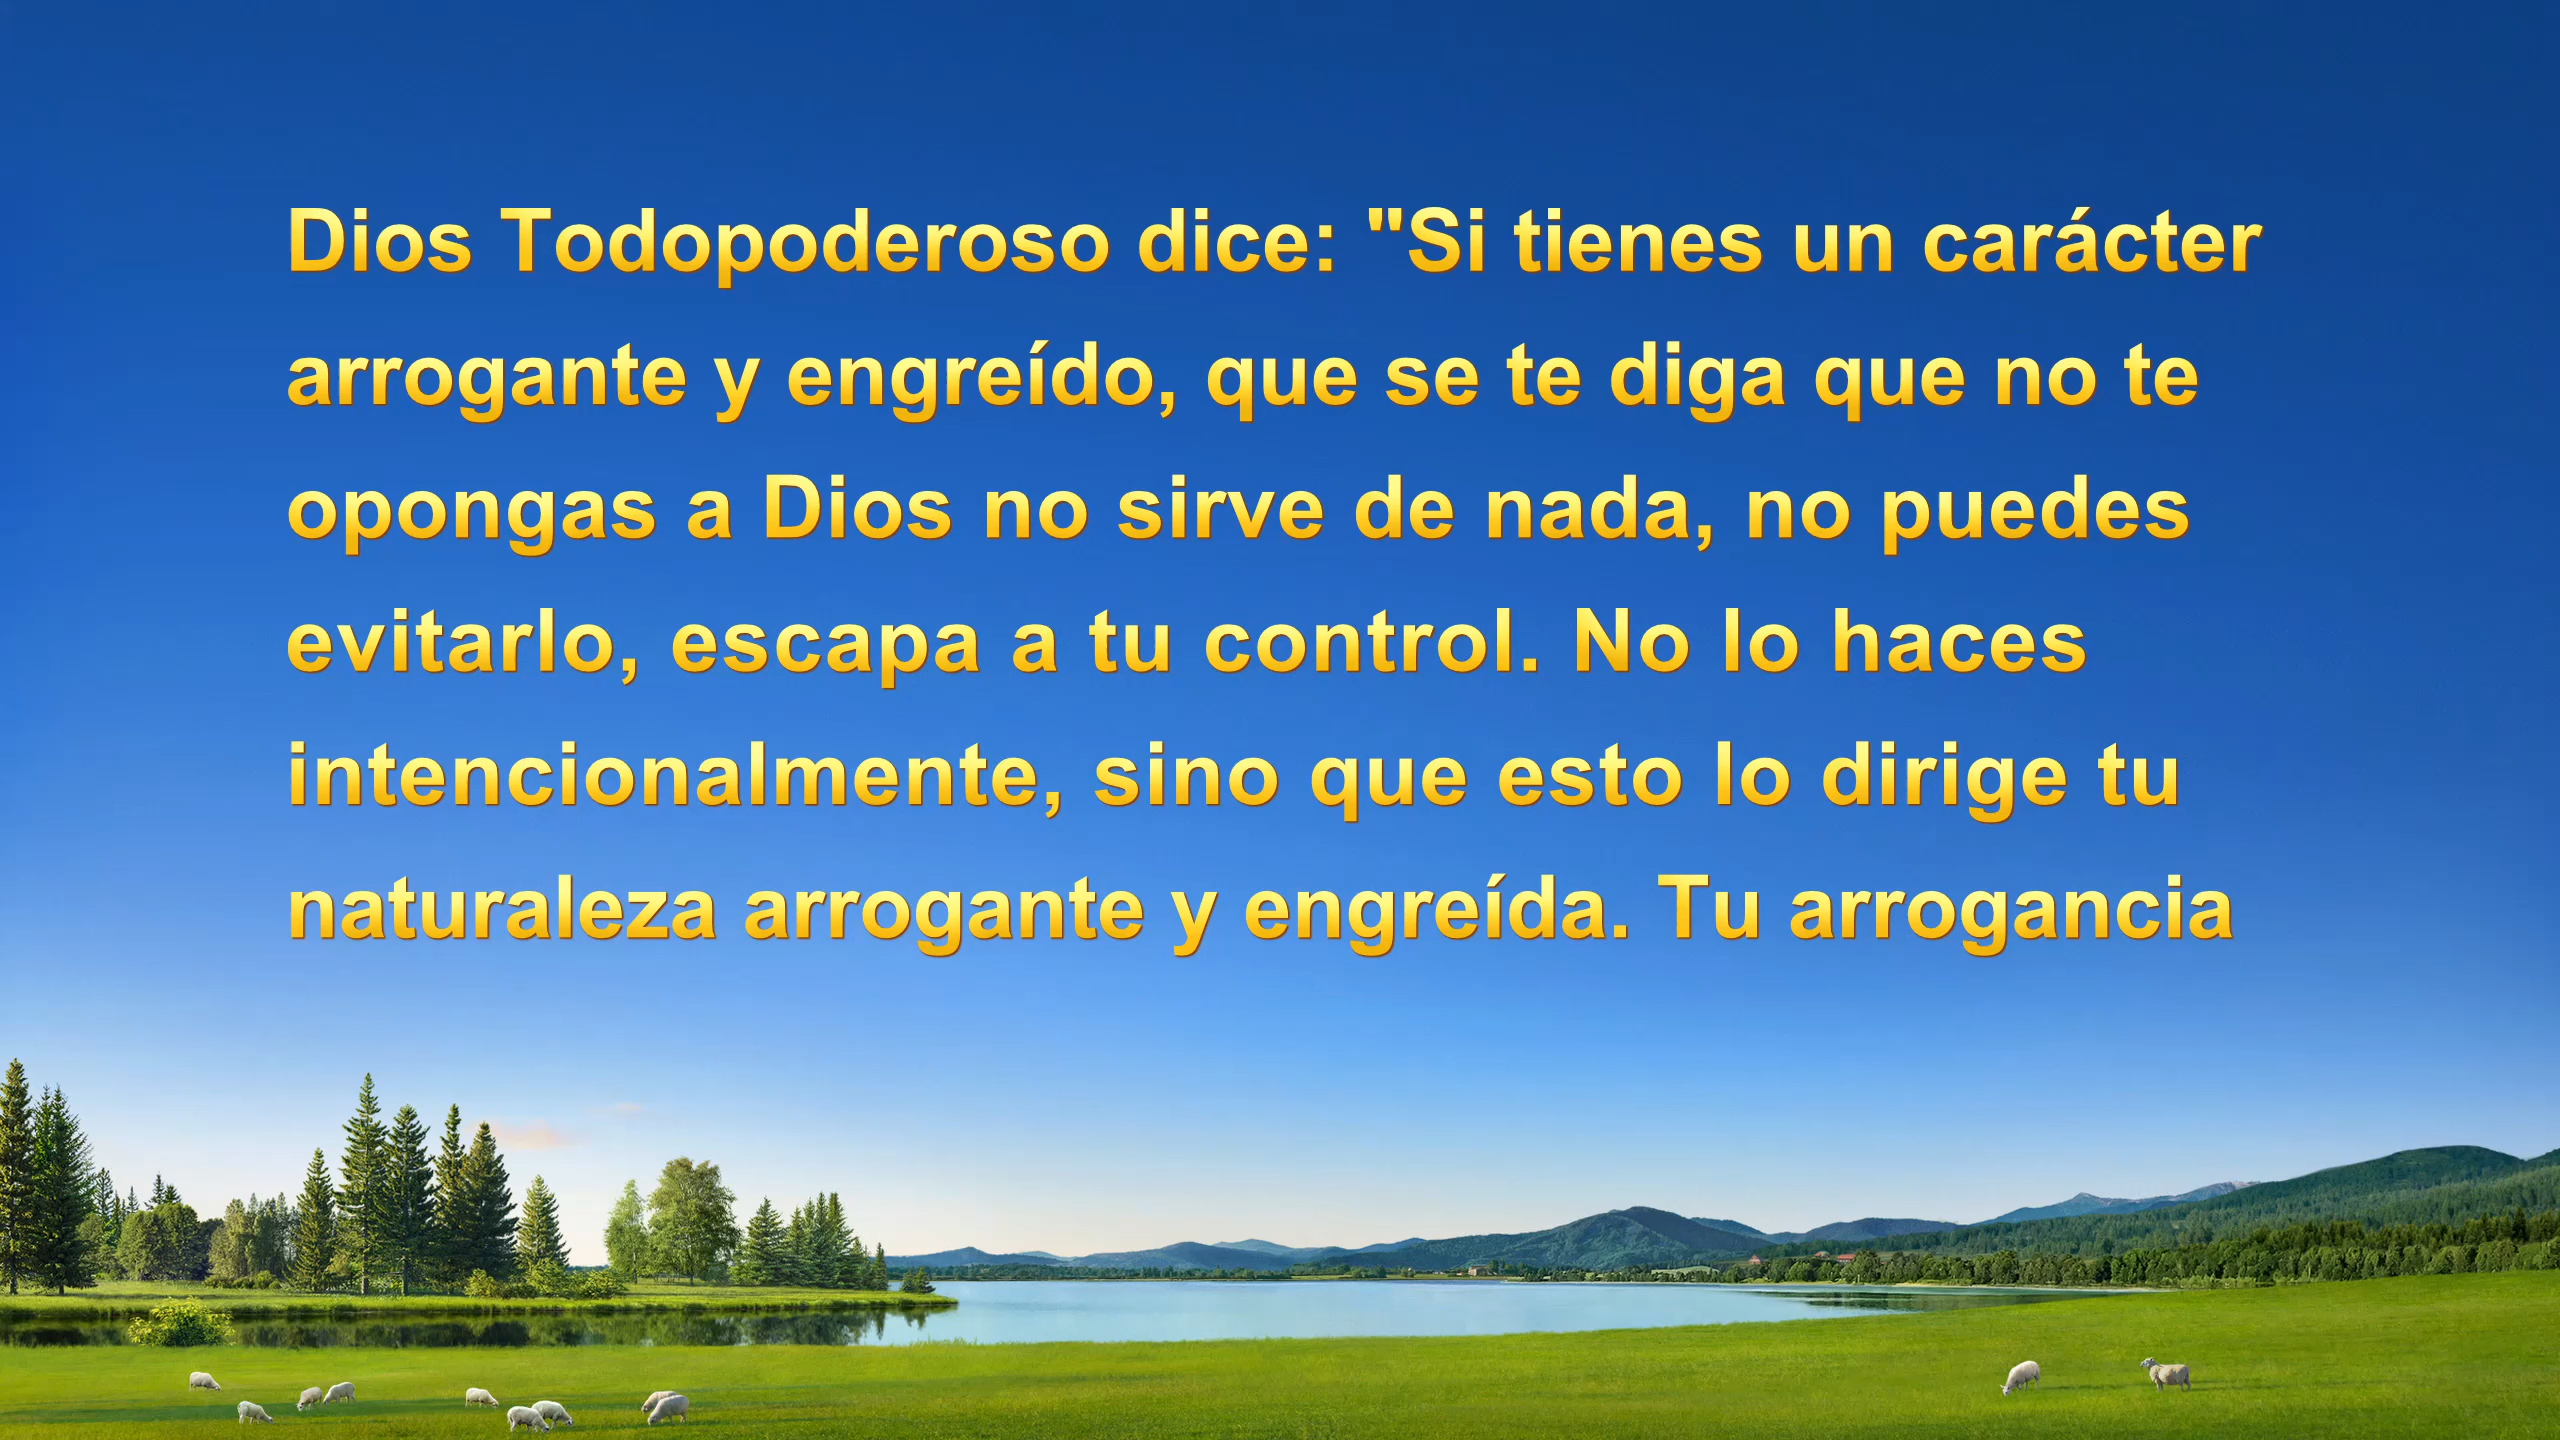 Dios Todopoderoso dice: "Si tienes un carácter
arrogante y engreído, que se te diga que no te
opongas a Dios no sirve de nada, no puedes
evitarlo, escapa a tu control. No lo haces
intencionalmente, sino que esto lo dirige tu
naturaleza arrogante y engreída. Tu arrogancia